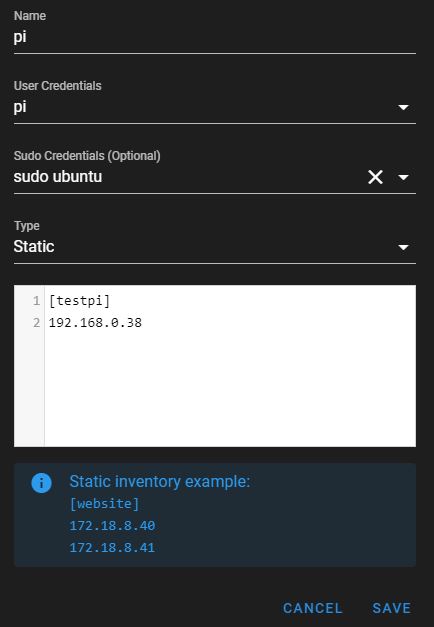 Name
pi
User Credentials
pi
Sudo Credentials (Optional)
sudo ubuntu
Type
Static
1 [testpi]
2 192.168.0.38
Static inventory example:
[website]
172.18.8.40
172.18.8.41
CANCEL SAVE